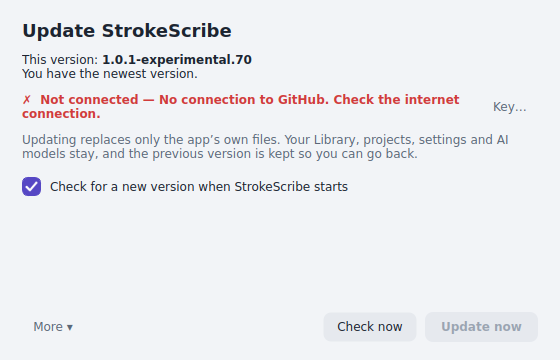 Update StrokeScribe
This version: 1.0.1-experimental.70
You have the newest version.
✗ Not connected — No connection to GitHub. Check the internet
connection.
Key…
Updating replaces only the app’s own files. Your Library, projects, settings and AI
models stay, and the previous version is kept so you can go back.
Check for a new version when StrokeScribe starts
More ▾
Check now
Update now